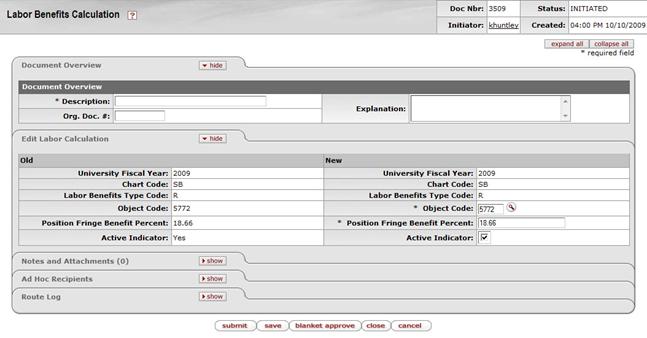 Labor Benefits Calculation ?
Doc Nbr: 3509 Status: INITIATED
Initiator: khuntley Created: 04:00 PM 10/10/2009
expand all collapse all
* required field
Document Overview hide
Document Overview
* Description: Explanation:
Org. Doc. #:
Edit Labor Calculation hide
Old New
University Fiscal Year: 2009 University Fiscal Year: 2009
Chart Code: SB Chart Code: SB
Labor Benefits Type Code: R Labor Benefits Type Code: R
Object Code: 5772 * Object Code: 5772
Position Fringe Benefit Percent: 18.66 * Position Fringe Benefit Percent: 18.66
Active Indicator: Yes Active Indicator:
Notes and Attachments (0) show
Ad Hoc Recipients show
Route Log show
submit save blanket approve close cancel